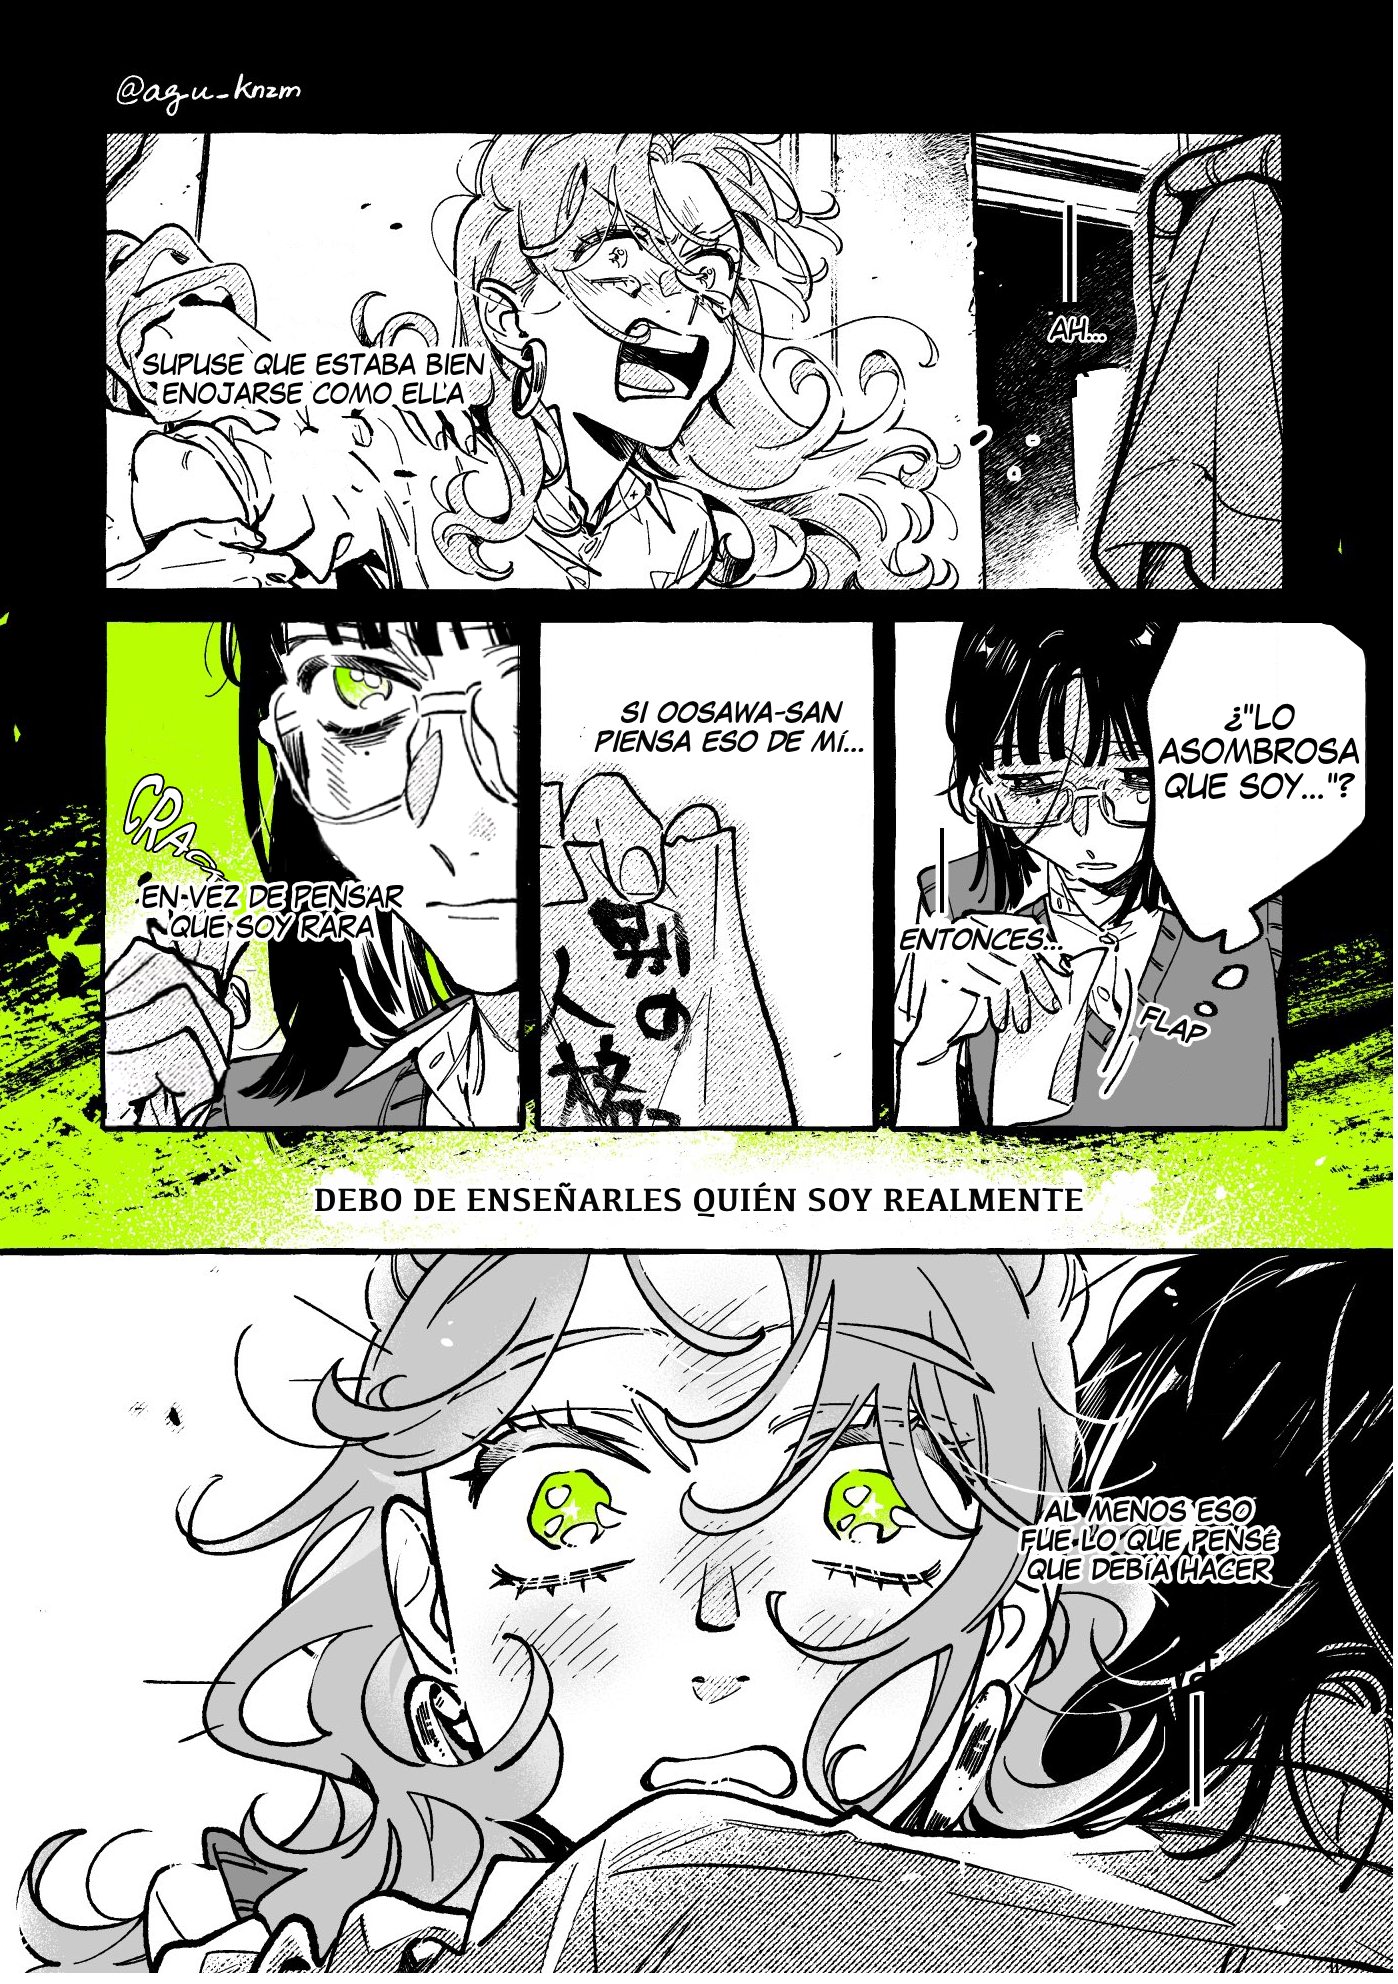 @agu_knzm
AH...
SUPUSE QUE ESTABA BIEN
ENOJARSE COMO ELLA
¿"LO
ASOMBROSA
QUE SOY..."?
ENTONCES...
FLAP
SI OOSAWA-SAN
PIENSA ESO DE MÍ...
別の
人格
EN VEZ DE PENSAR
QUE SOY RARA
DEBO DE ENSEÑARLES QUIÉN SOY REALMENTE
AL MENOS ESO
FUE LO QUE PENSÉ
QUE DEBÍA HACER